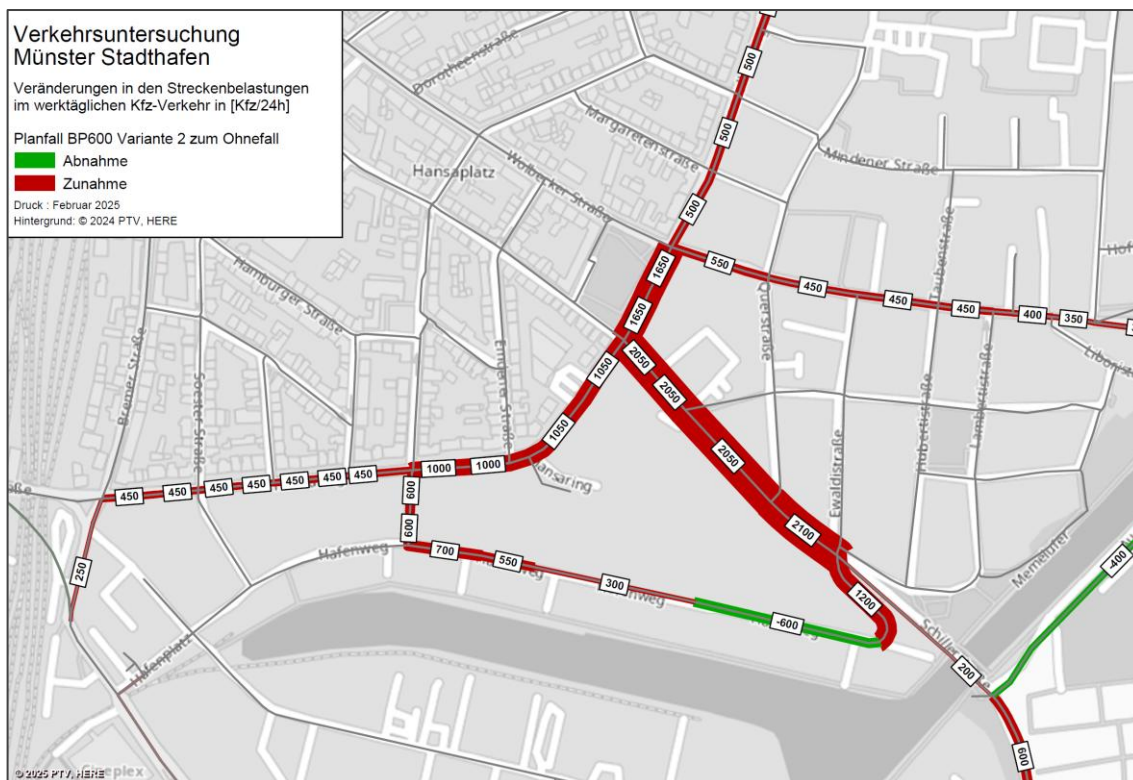 Verkehrsuntersuchung
Münster Stadthafen
Veränderungen in den Streckenbelastungen
im werktäglichen Kfz-Verkehr in [Kfz/24h]
Planfall BP600 Variante 2 zum Ohnefall
Abnahme
Zunahme
Druck : Februar 2025
Hintergrund: © 2024 PTV, HERE
500
Dorotheenstraße
500
Margaretenstraße
Mindener Straße
Hansaplatz
Wolbecker Straße
500
Taubenstraße
1650
550
450
450
450
400
350
Hamburger Straße
1650
Querstraße
Bremer Straße
Soester Straße
Emdener Straße
1050
2050
2050
Hubertistraße
Lambertistraße
1050
2050
Ewaldistraße
450
450
450
450
450
450
450
1000
1000
Hansaring
600
600
2100
Hafenweg
700
550
300
-600
1200
250
Memelufer
-400
Hafenplatz
200
600
Cineplex
© 2025 PTV, HERE